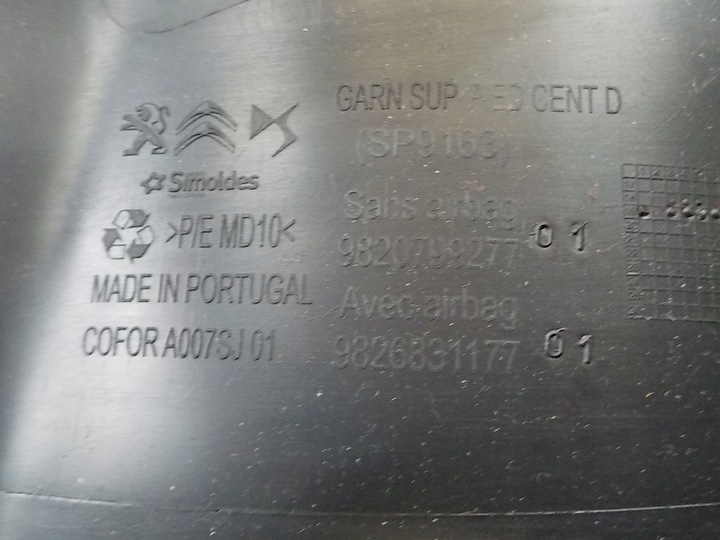 GARN SUP PIED CENT D
(SP9163)
Simoldes
>P/E MD10<
MADE IN PORTUGAL
COFOR A007SJ 01
Sans airbag
9820799277 01
Avec airbag
9826831177 01